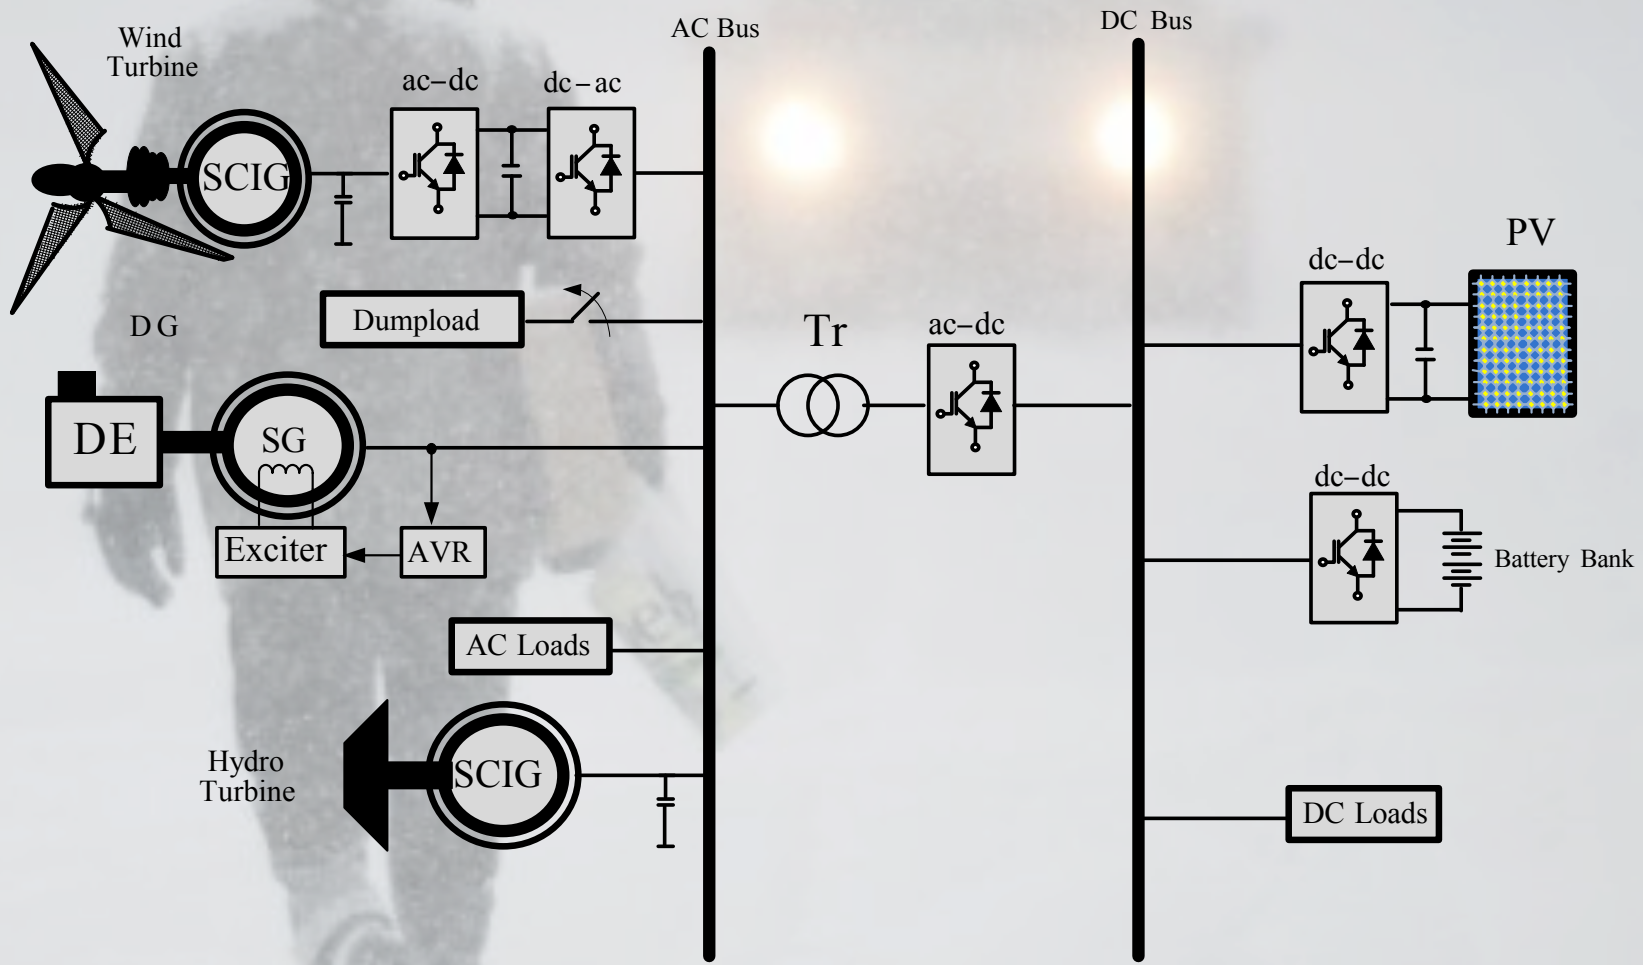 Wind
Turbine
SCIG
ac-dc
dc-ac
AC Bus
DC Bus
Dumpload
DG
DE
SG
Exciter
AVR
AC Loads
Hydro
Turbine
SCIG
Tr
ac-dc
dc-dc
PV
dc-dc
Battery Bank
DC Loads